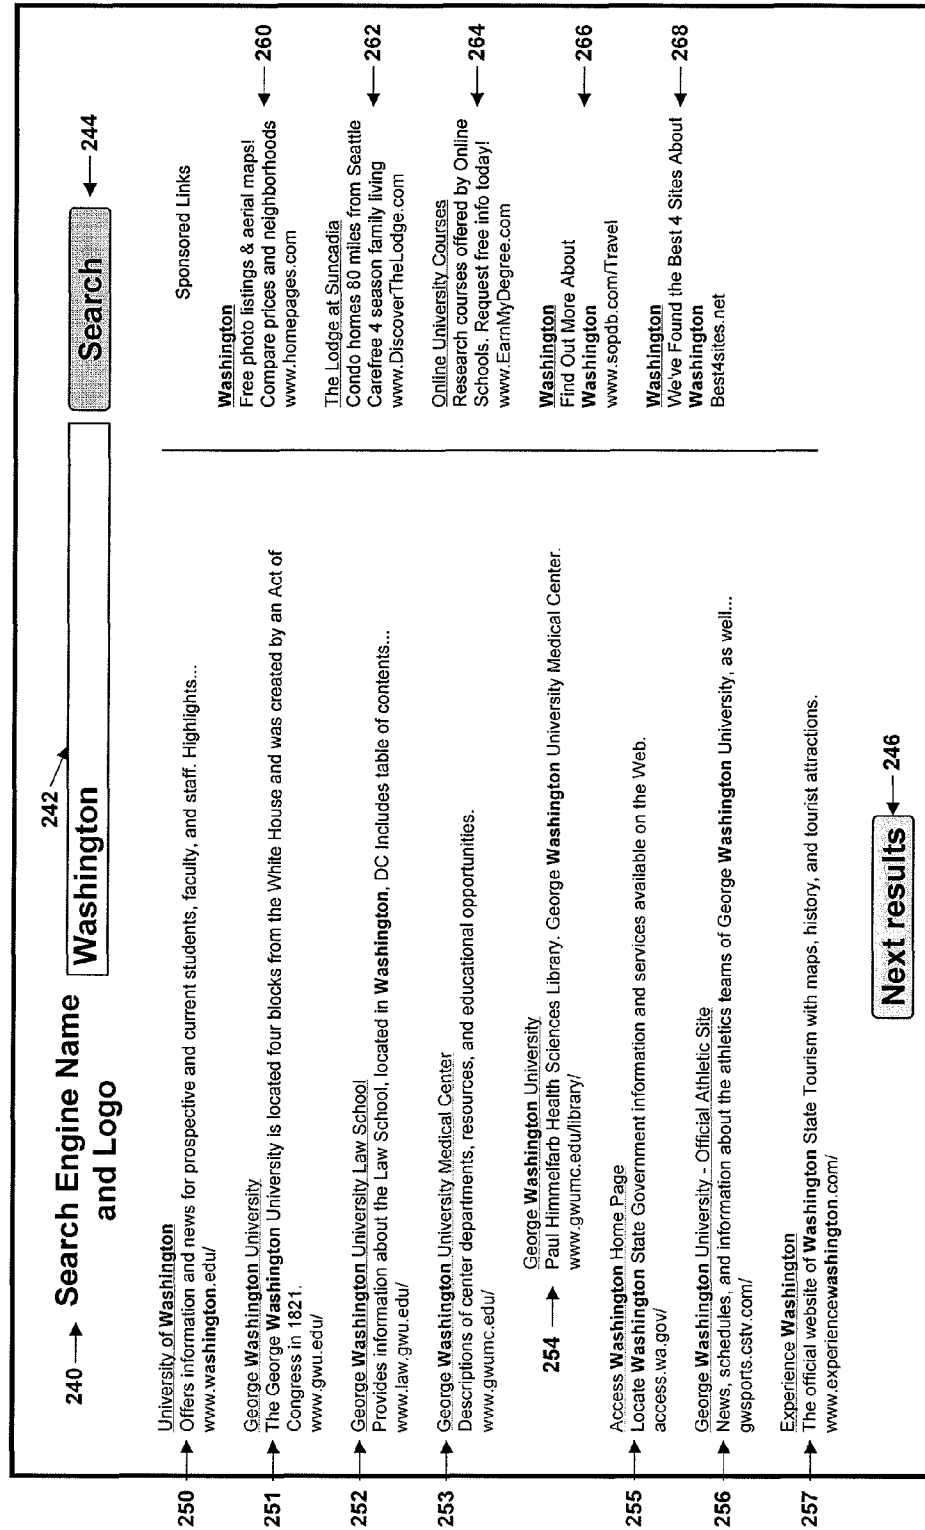 240 Search Engine Name
and Logo
242
Washington
Search
244
250
University of Washington
Offers information and news for prospective and current students, faculty, and staff. Highlights...
www.washington.edu/
251
George Washington University
The George Washington University is located four blocks from the White House and was created by an Act of
Congress in 1821.
www.gwu.edu/
252
George Washington University Law School
Provides information about the Law School, located in Washington, DC Includes table of contents...
www.law.gwu.edu/
253
George Washington University Medical Center
Descriptions of center departments, resources, and educational opportunities.
www.gwumc.edu/
254
George Washington University
Paul Himmelfarb Health Sciences Library. George Washington University Medical Center.
www.gwumc.edu/library/
255
Access Washington Home Page
Locate Washington State Government information and services available on the Web.
access.wa.gov/
256
George Washington University - Official Athletic Site
News, schedules, and information about the athletics teams of George Washington University, as well...
gwsports.cstv.com/
257
Experience Washington
The official website of Washington State Tourism with maps, history, and tourist attractions.
www.experiencewashington.com/
Sponsored Links
Washington
Free photo listings & aerial maps!
Compare prices and neighborhoods
www.homepages.com
260
The Lodge at Suncadia
Condo homes 80 miles from Seattle
Carefree 4 season family living
www.DiscoverTheLodge.com
262
Online University Courses
Research courses offered by Online
Schools. Request free info today!
www.EarnMyDegree.com
264
Washington
Find Out More About
Washington
www.sopdb.com/Travel
266
Washington
We've Found the Best 4 Sites About
Washington
Best4sites.net
268
Next results
246